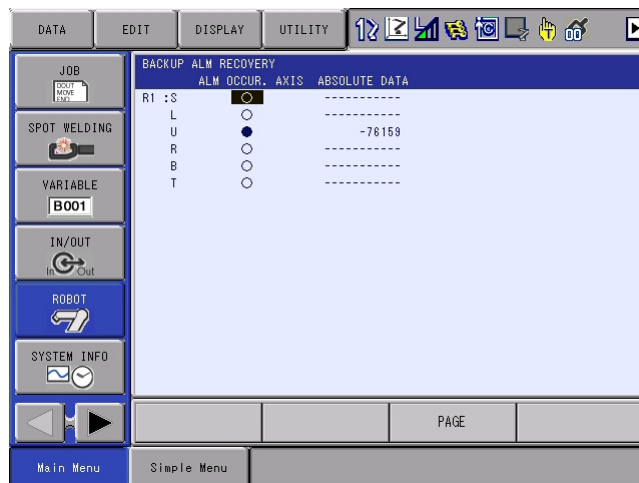 DATA EDIT DISPLAY UTILITY
JOB
DOUT
MOVE
END
SPOT WELDING
VARIABLE
B001
IN/OUT
In Out
ROBOT
SYSTEM INFO
BACKUP ALM RECOVERY
ALM OCCUR. AXIS ABSOLUTE DATA
R1 :S -----------
L -----------
U -76159
R -----------
B -----------
T -----------
PAGE
Main Menu Simple Menu